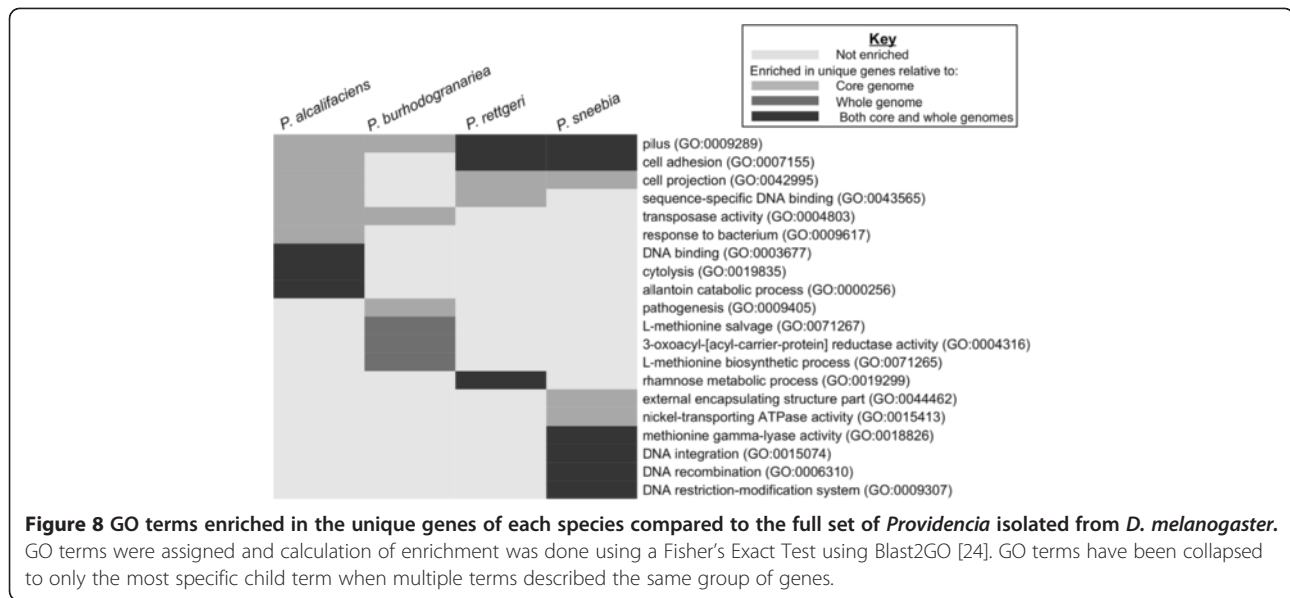 Key
Not enriched
Enriched in unique genes relative to:
Core genome
Whole genome
Both core and whole genomes
P. alcalifaciens
P. burhodogranariea
P. rettgeri
P. sneebia
pilus (GO:0009289)
cell adhesion (GO:0007155)
cell projection (GO:0042995)
sequence-specific DNA binding (GO:0043565)
transposase activity (GO:0004803)
response to bacterium (GO:0009617)
DNA binding (GO:0003677)
cytolysis (GO:0019835)
allantoin catabolic process (GO:0000256)
pathogenesis (GO:0009405)
L-methionine salvage (GO:0071267)
3-oxoacyl-[acyl-carrier-protein] reductase activity (GO:0004316)
L-methionine biosynthetic process (GO:0071265)
rhamnose metabolic process (GO:0019299)
external encapsulating structure part (GO:0044462)
nickel-transporting ATPase activity (GO:0015413)
methionine gamma-lyase activity (GO:0018826)
DNA integration (GO:0015074)
DNA recombination (GO:0006310)
DNA restriction-modification system (GO:0009307)
Figure 8 GO terms enriched in the unique genes of each species compared to the full set of Providencia isolated from D. melanogaster.
GO terms were assigned and calculation of enrichment was done using a Fisher's Exact Test using Blast2GO [24]. GO terms have been collapsed
to only the most specific child term when multiple terms described the same group of genes.